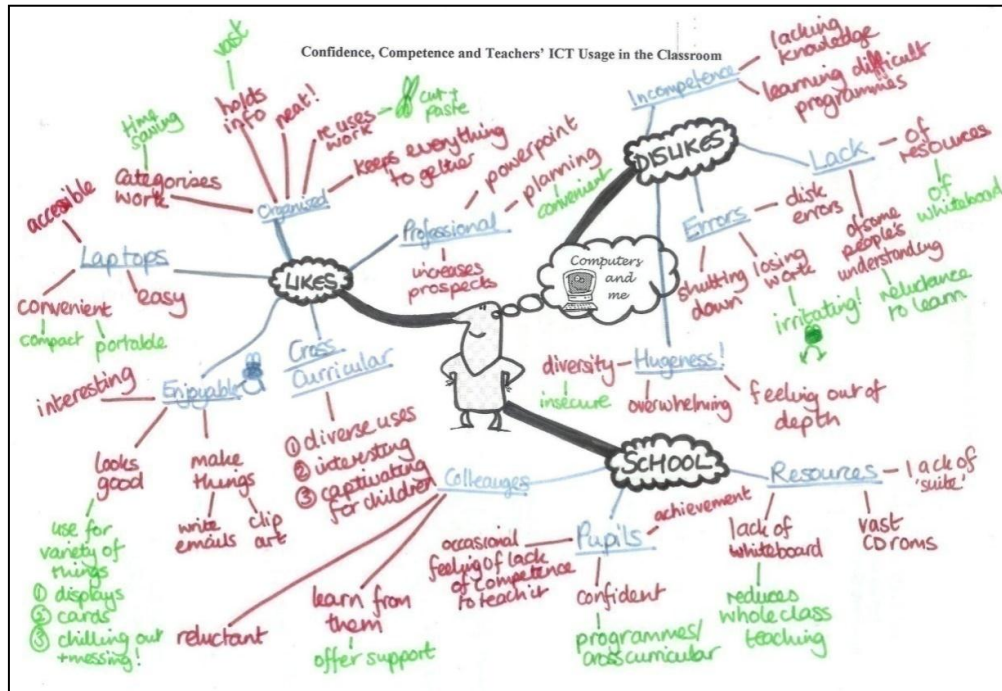 Confidence, Competence and Teachers' ICT Usage in the Classroom
Computers
and
me
LIKES
Organised
time
saving
Categorises
work
vast
holds
info
neat!
re uses
work
cut +
paste
keeps everything
together
Professional
powerpoint
planning
convenient
increases
prospects
Laptops
accessible
convenient
compact
portable
easy
Enjoyable
interesting
looks
good
use for
variety of
things
① displays
② cards
③ chilling out
+ messing!
make
things
write
emails
clip
art
Cross
Curricular
① diverse uses
② interesting
③ captivating
for children
DISLIKES
Incompetence
lacking
knowledge
learning difficult
programmes
Lack
of
resources
of
whiteboard
of some
people's
understanding
reluctance
to learn
Errors
disk
errors
losing
work
irritating!
shutting
down
Hugeness!
diversity
insecure
overwhelming
feeling out of
depth
SCHOOL
Colleauges
reluctant
learn from
them
offer support
Pupils
achievement
occasional
feeling of lack
of competence
to teach it
confident
programmes/
crosscurricular
Resources
lack of
'suite'
lack of
whiteboard
reduces
whole class
teaching
vast
CDroms